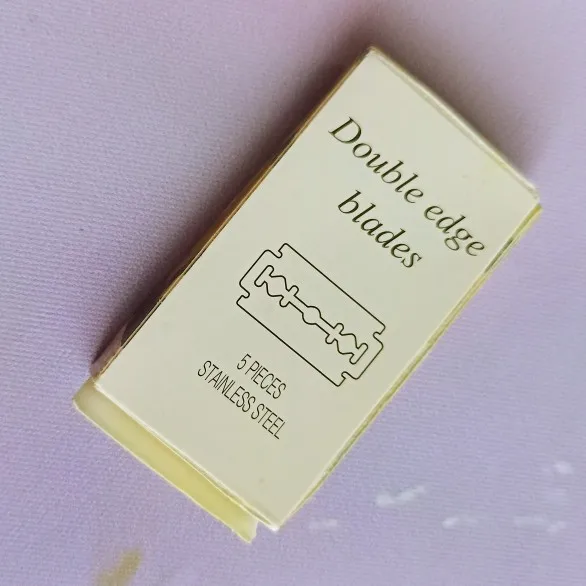 Double edge
blades
5 PIECES
STAINLESS STEEL